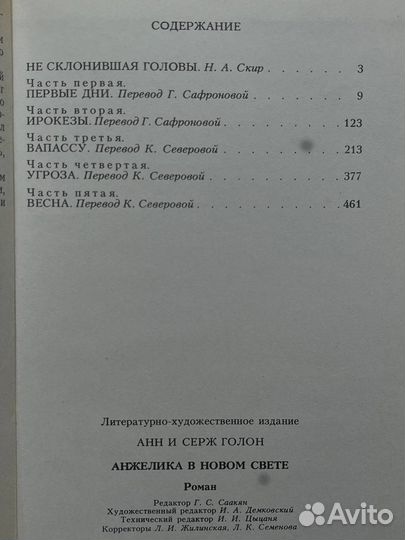 СОДЕРЖАНИЕ
НЕ СКЛОНИВШАЯ ГОЛОВЫ. Н. А. Скир . . . . . . 3
Часть первая.
ПЕРВЫЕ ДНИ. Перевод Г. Сафроновой . . . . . . 9
Часть вторая.
ИРОКЕЗЫ. Перевод Г. Сафроновой . . . . . . . 123
Часть третья.
ВАПАССУ. Перевод К. Северовой . . . . . . . 213
Часть четвертая.
УГРОЗА. Перевод К. Северовой . . . . . . . . 377
Часть пятая.
ВЕСНА. Перевод К. Северовой . . . . . . . . 461
Литературно-художественное издание
АНН И СЕРЖ ГОЛОН
АНЖЕЛИКА В НОВОМ СВЕТЕ
Роман
Редактор Г. С. Саакян
Художественный редактор И. А. Демковский
Технический редактор И. И. Цыцаня
Корректоры Л. И. Жилинская, Л. К. Семенова
Avito